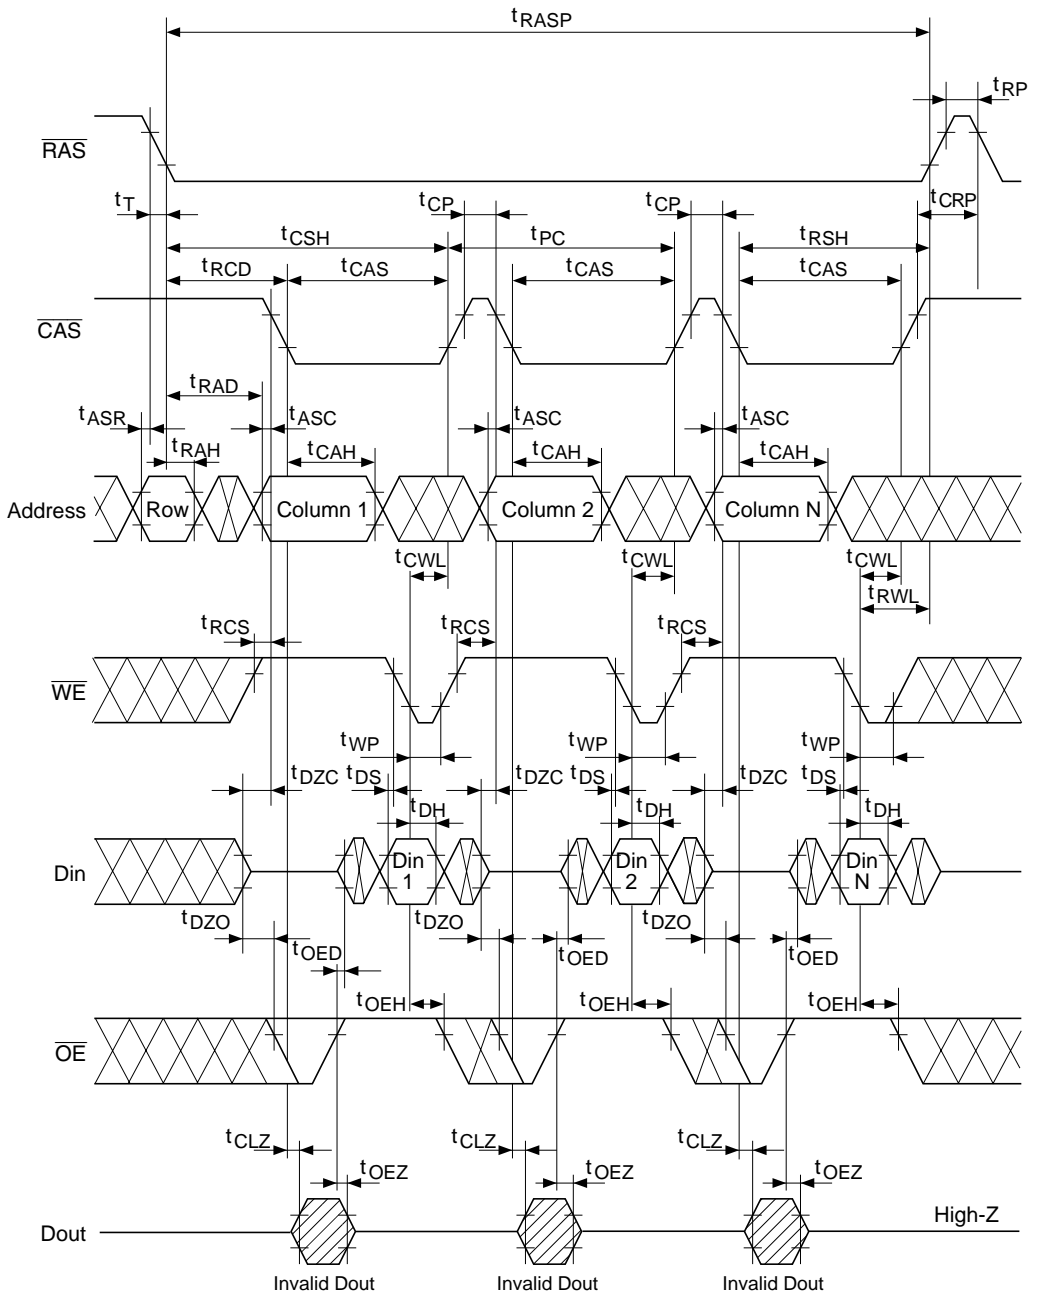 tRASP
tRP
RAS
tT
tCP
tCP
tCRP
tCSH
tPC
tRSH
tRCD
tCAS
tCAS
tCAS
CAS
tRAD
tASR
tASC
tASC
tASC
tRAH
tCAH
tCAH
tCAH
Address
Row
Column 1
Column 2
Column N
tCWL
tCWL
tCWL
tRWL
tRCS
tRCS
tRCS
WE
tWP
tWP
tWP
tDZC
tDS
tDZC
tDS
tDZC
tDS
tDH
tDH
tDH
Din
Din 1
Din 2
Din N
tDZO
tDZO
tDZO
tOED
tOED
tOED
tOEH
tOEH
tOEH
OE
tCLZ
tCLZ
tCLZ
tOEZ
tOEZ
tOEZ
High-Z
Dout
Invalid Dout
Invalid Dout
Invalid Dout